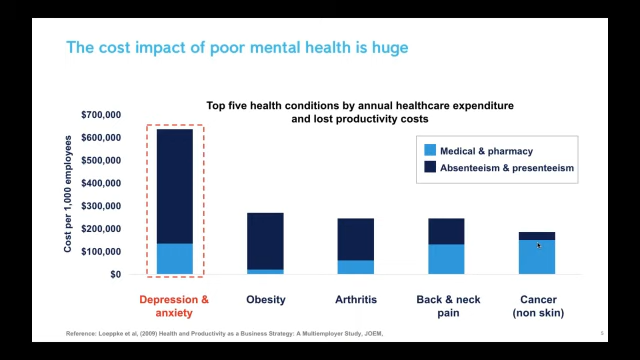 The cost impact of poor mental health is huge
Top five health conditions by annual healthcare expenditure
and lost productivity costs
Cost per 1,000 employees
$700,000
$600,000
$500,000
$400,000
$300,000
$200,000
$100,000
$0
Medical & pharmacy
Absenteeism & presenteeism
Depression &
anxiety
Obesity
Arthritis
Back & neck
pain
Cancer
(non skin)
Reference: Loeppke et al, (2009) Health and Productivity as a Business Strategy: A Multiemployer Study, JOEM,
5